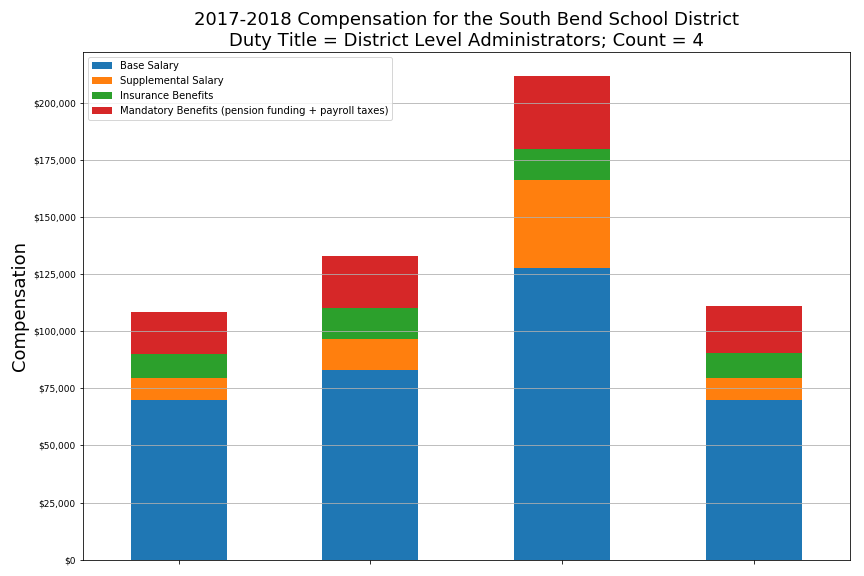 2017-2018 Compensation for the South Bend School District
Duty Title = District Level Administrators; Count = 4
Base Salary
Supplemental Salary
Insurance Benefits
Mandatory Benefits (pension funding + payroll taxes)
Compensation
$200,000
$175,000
$150,000
$125,000
$100,000
$75,000
$50,000
$25,000
$0